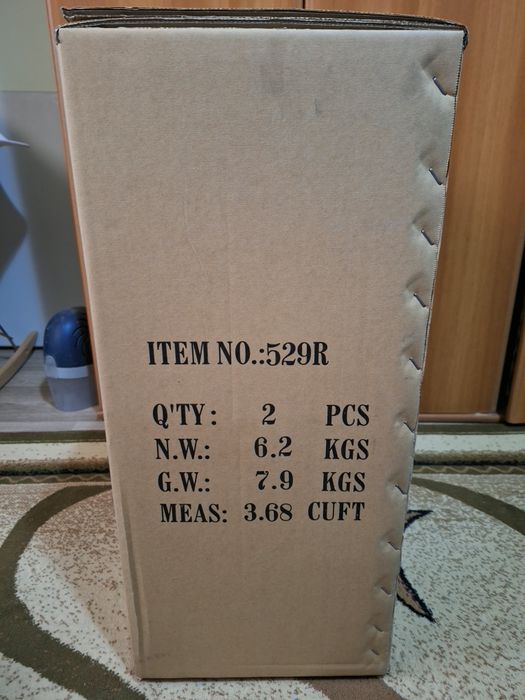 ITEM NO.:529R
Q'TY: 2 PCS
N.W.: 6.2 KGS
G.W.: 7.9 KGS
MEAS: 3.68 CUFT